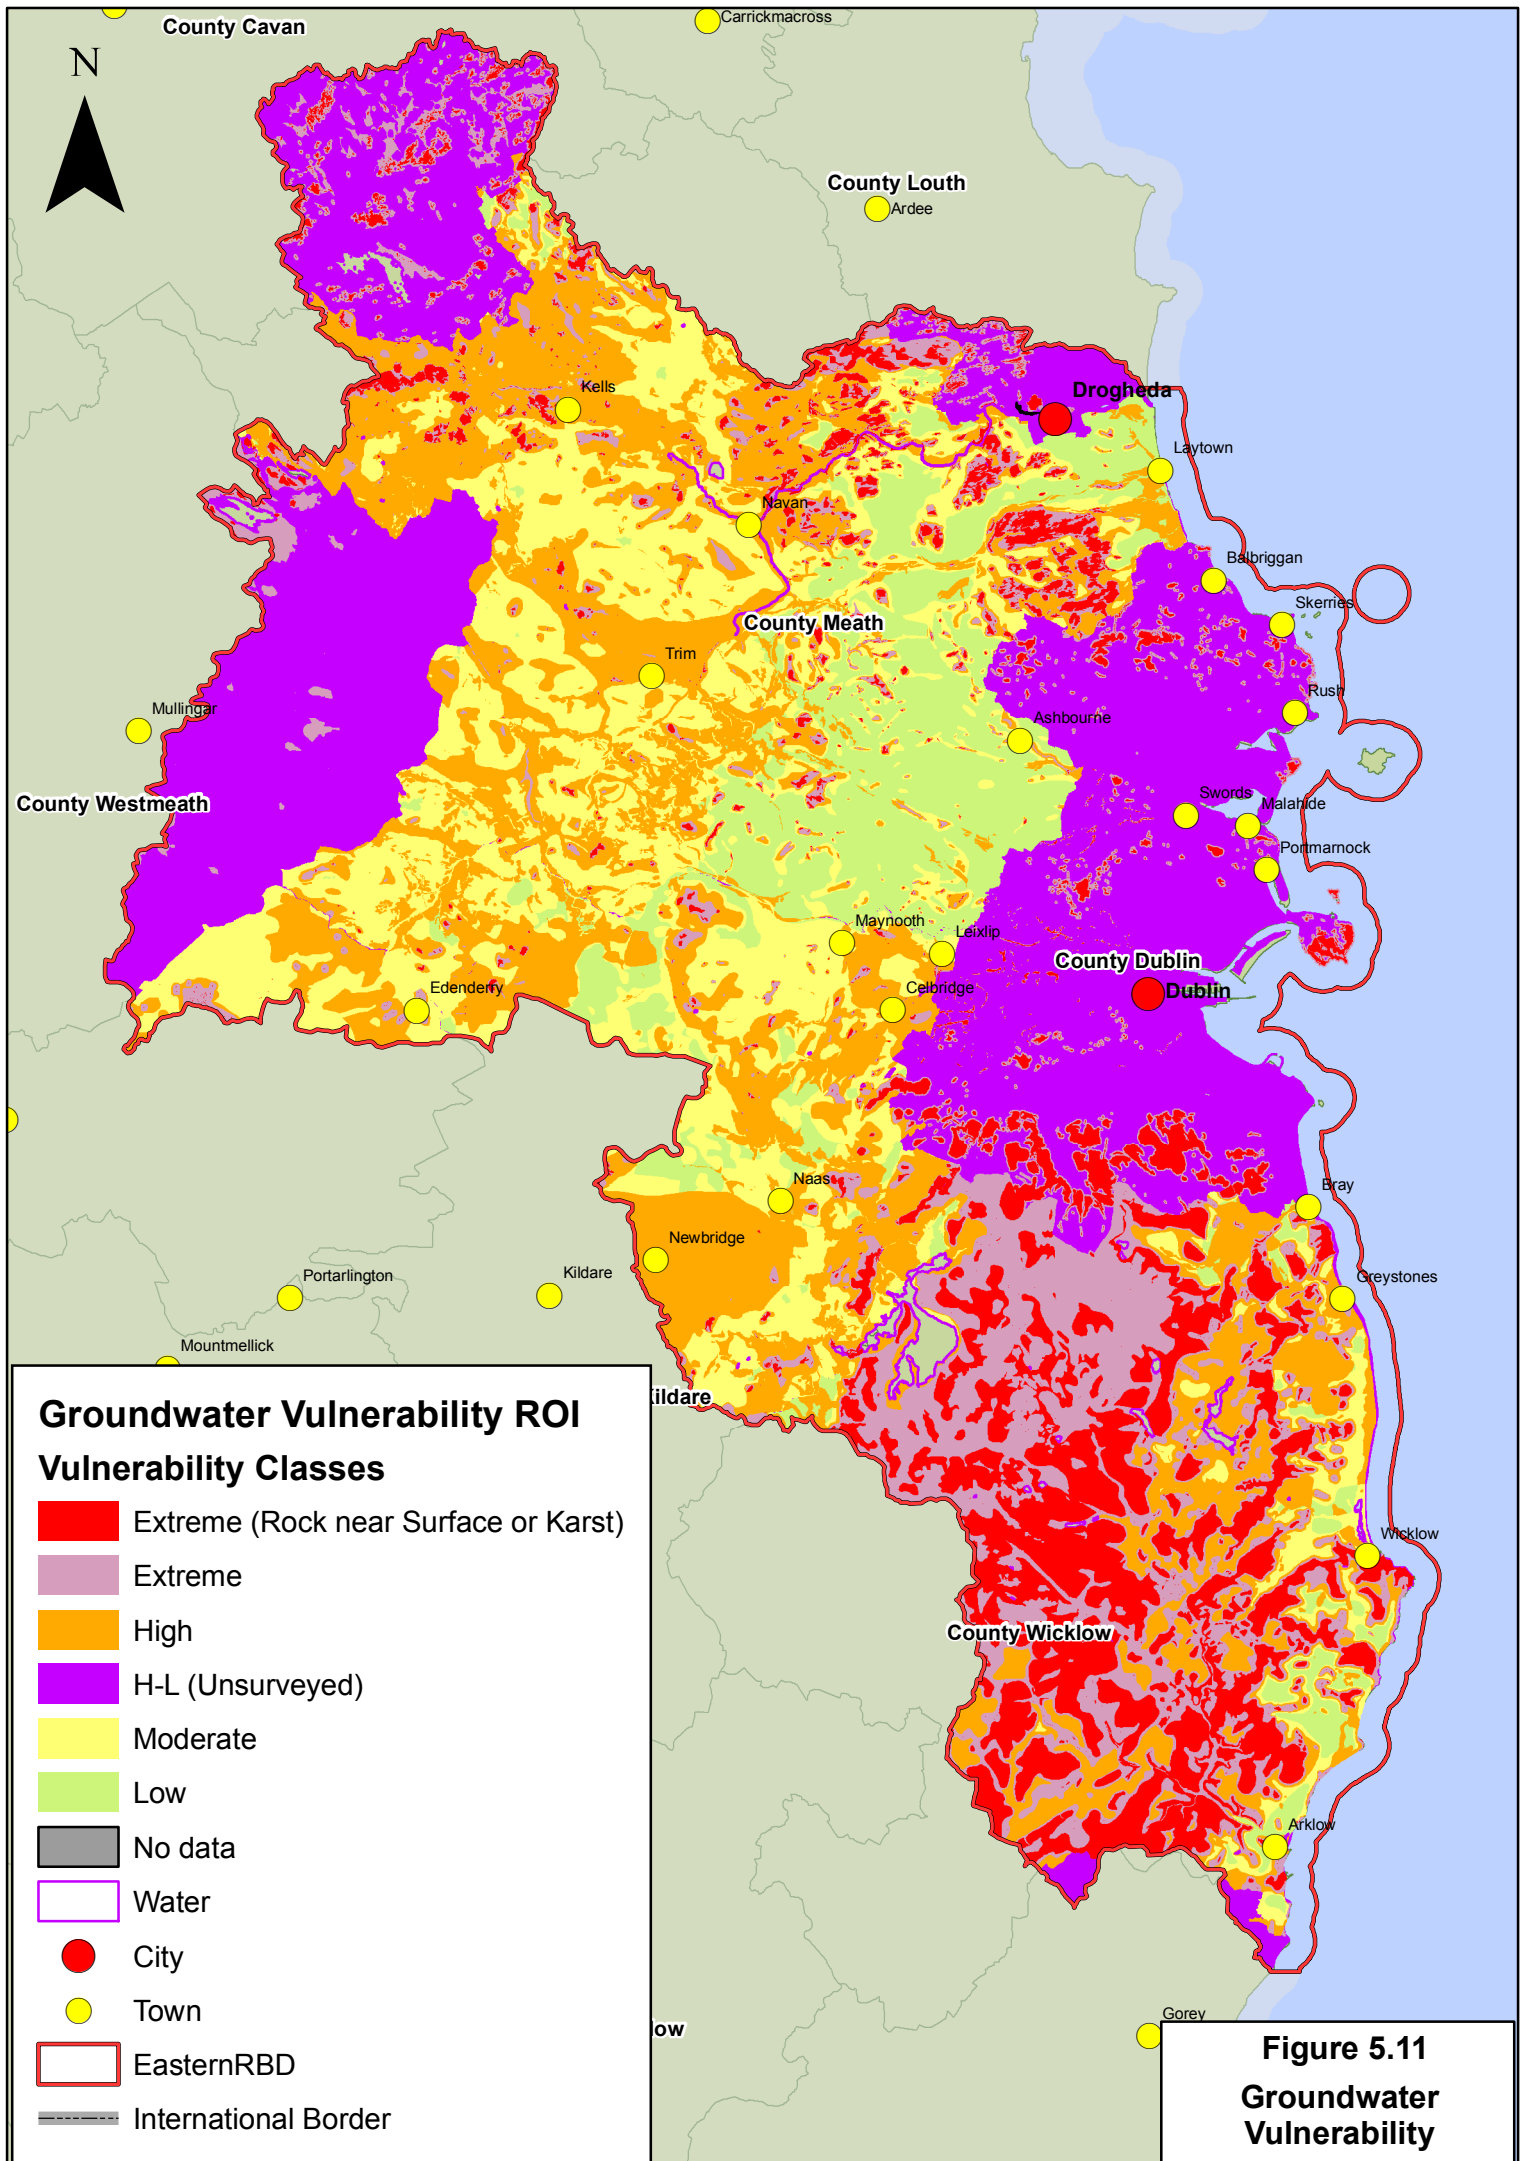 County Cavan
Carrickmacross
N
County Louth
Ardee
Drogheda
Kells
Laytown
Navan
Balbriggan
Skerries
County Meath
Trim
Rush
Mullingar
Ashbourne
County Westmeath
Swords
Malahide
Portmarnock
Maynooth
Leixlip
County Dublin
Dublin
Edenderry
Celbridge
Naas
Bray
Newbridge
Portarlington
Kildare
Greystones
Mountmellick
Kildare
Groundwater Vulnerability ROI
Vulnerability Classes
Extreme (Rock near Surface or Karst)
Extreme
High
H-L (Unsurveyed)
Moderate
Low
No data
Water
City
Town
EasternRBD
International Border
Wicklow
County Wicklow
Arklow
Gorey
low
Figure 5.11
Groundwater
Vulnerability